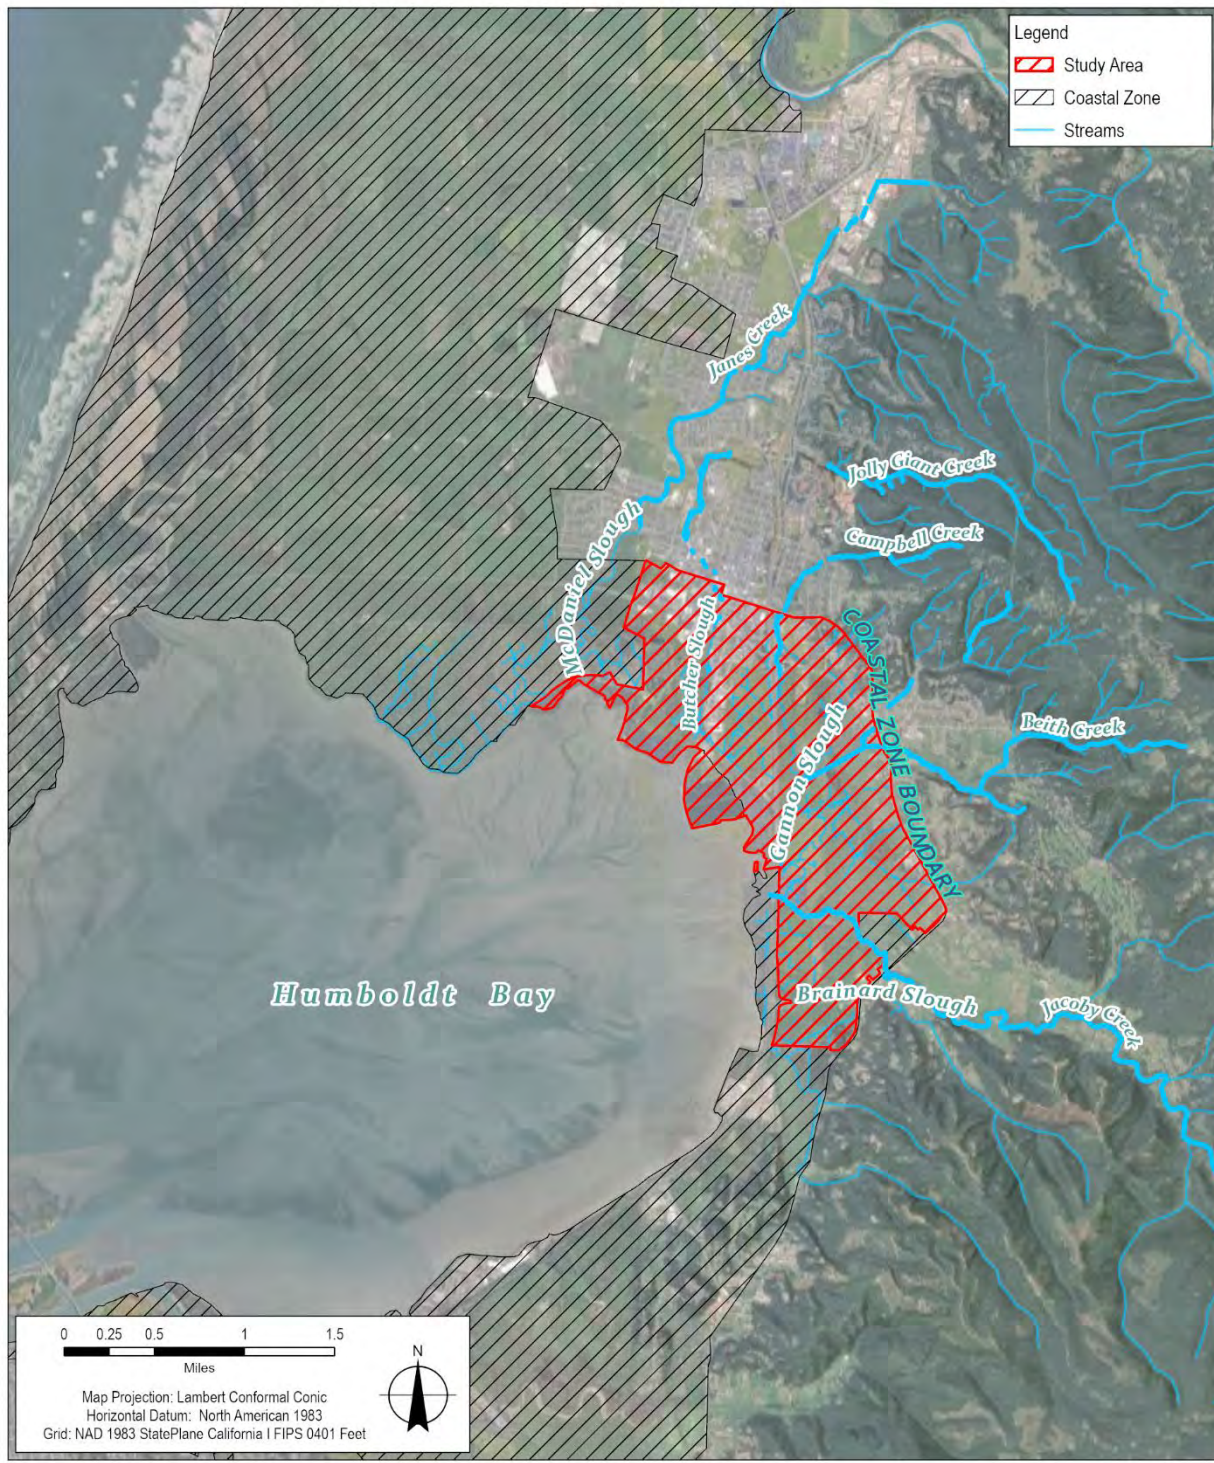 Legend
Study Area
Coastal Zone
Streams
Janes Creek
Jolly Giant Creek
Campbell Creek
McDaniel Slough
Butcher Slough
COASTAL ZONE BOUNDARY
Gannon Slough
Beith Creek
Humboldt Bay
Brainard Slough
Jacoby Creek
0 0.25 0.5 1 1.5
Miles
N
Map Projection: Lambert Conformal Conic
Horizontal Datum: North American 1983
Grid: NAD 1983 StatePlane California I FIPS 0401 Feet